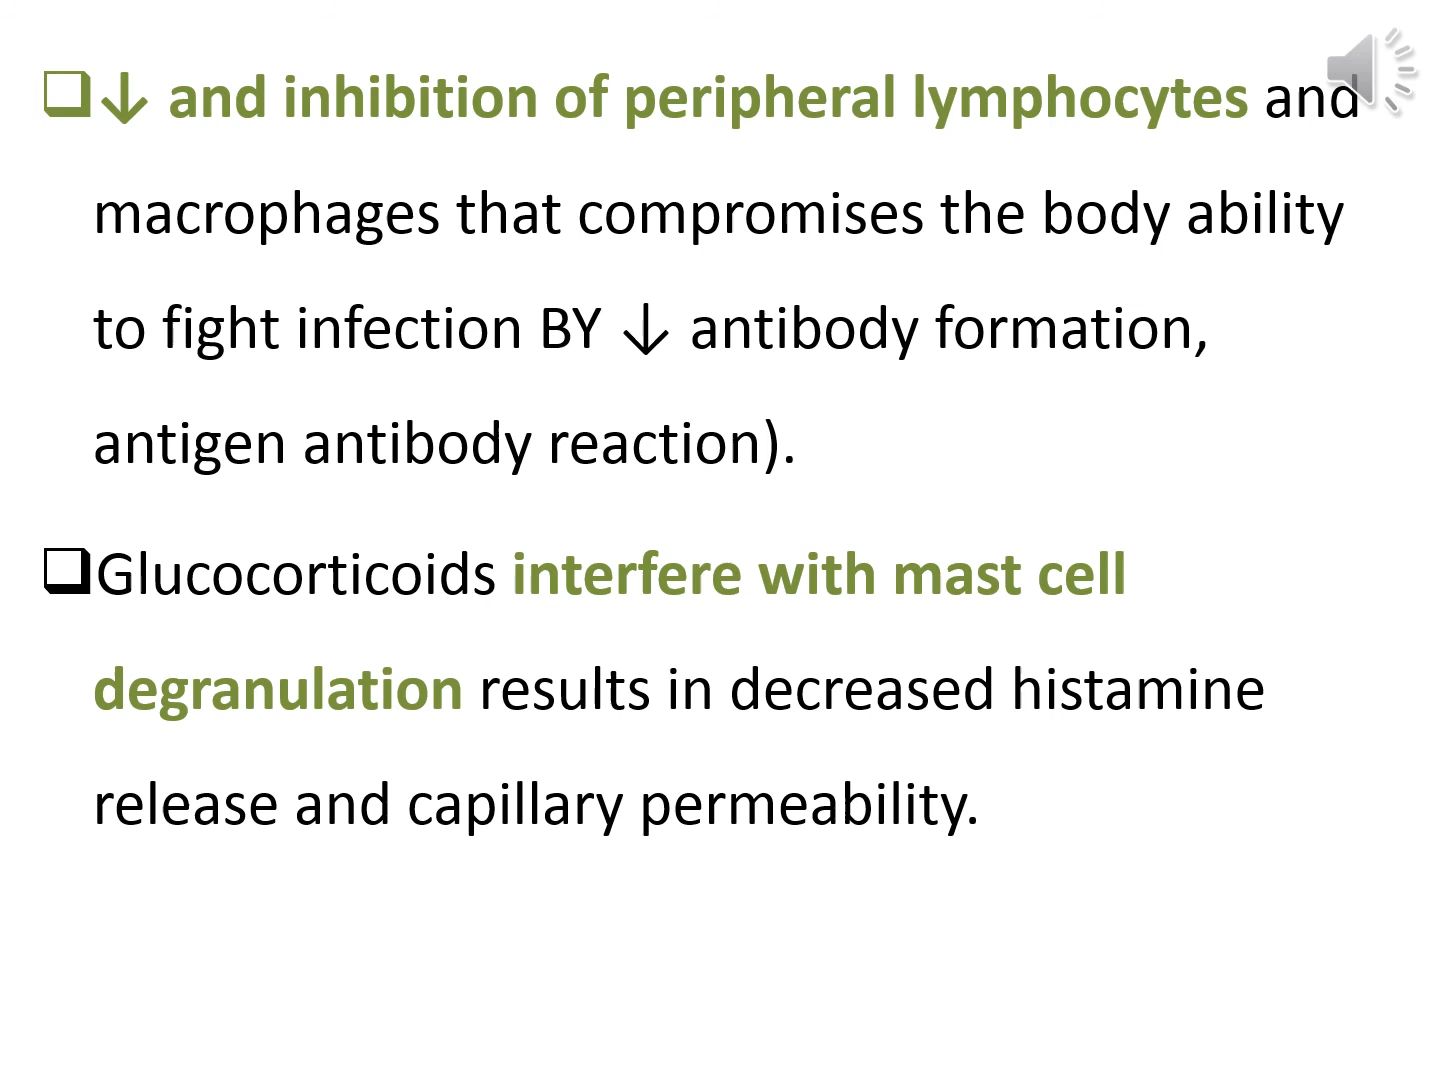 ❑↓ and inhibition of peripheral lymphocytes and
macrophages that compromises the body ability
to fight infection BY ↓ antibody formation,
antigen antibody reaction).
❑Glucocorticoids interfere with mast cell
degranulation results in decreased histamine
release and capillary permeability.